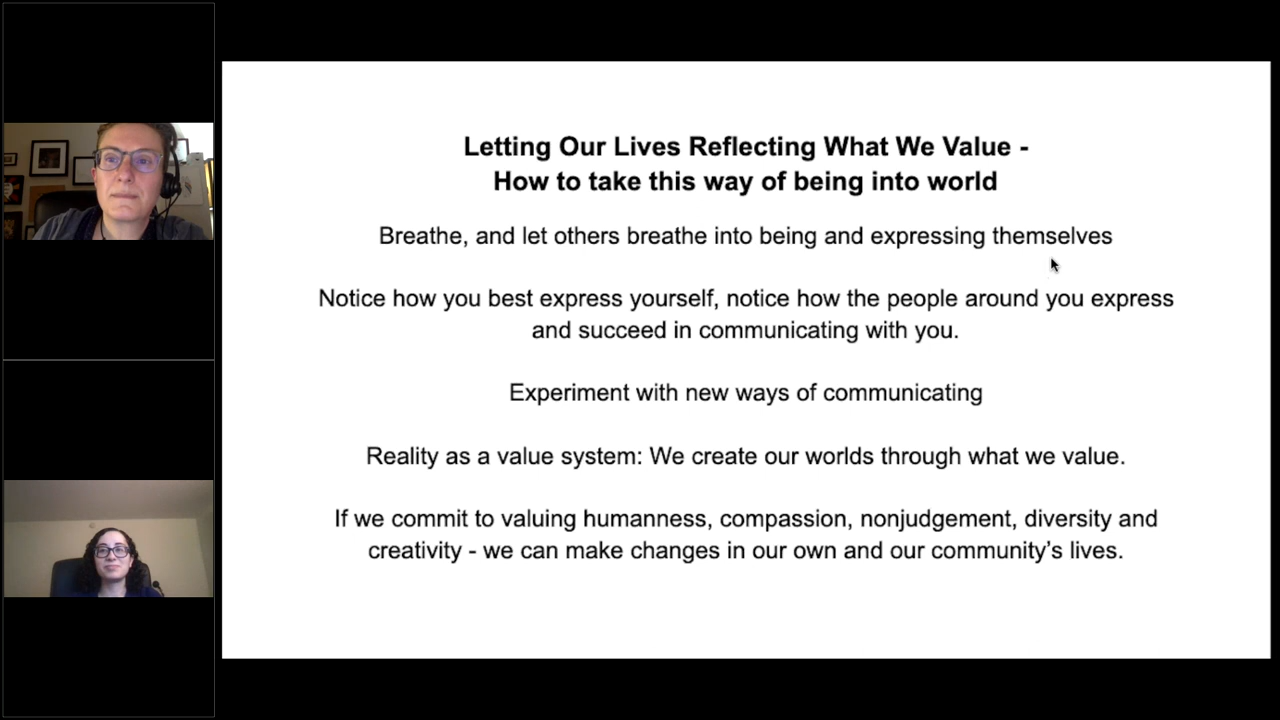 Letting Our Lives Reflecting What We Value -
How to take this way of being into world
Breathe, and let others breathe into being and expressing themselves
Notice how you best express yourself, notice how the people around you express
and succeed in communicating with you.
Experiment with new ways of communicating
Reality as a value system: We create our worlds through what we value.
If we commit to valuing humanness, compassion, nonjudgement, diversity and
creativity - we can make changes in our own and our community’s lives.